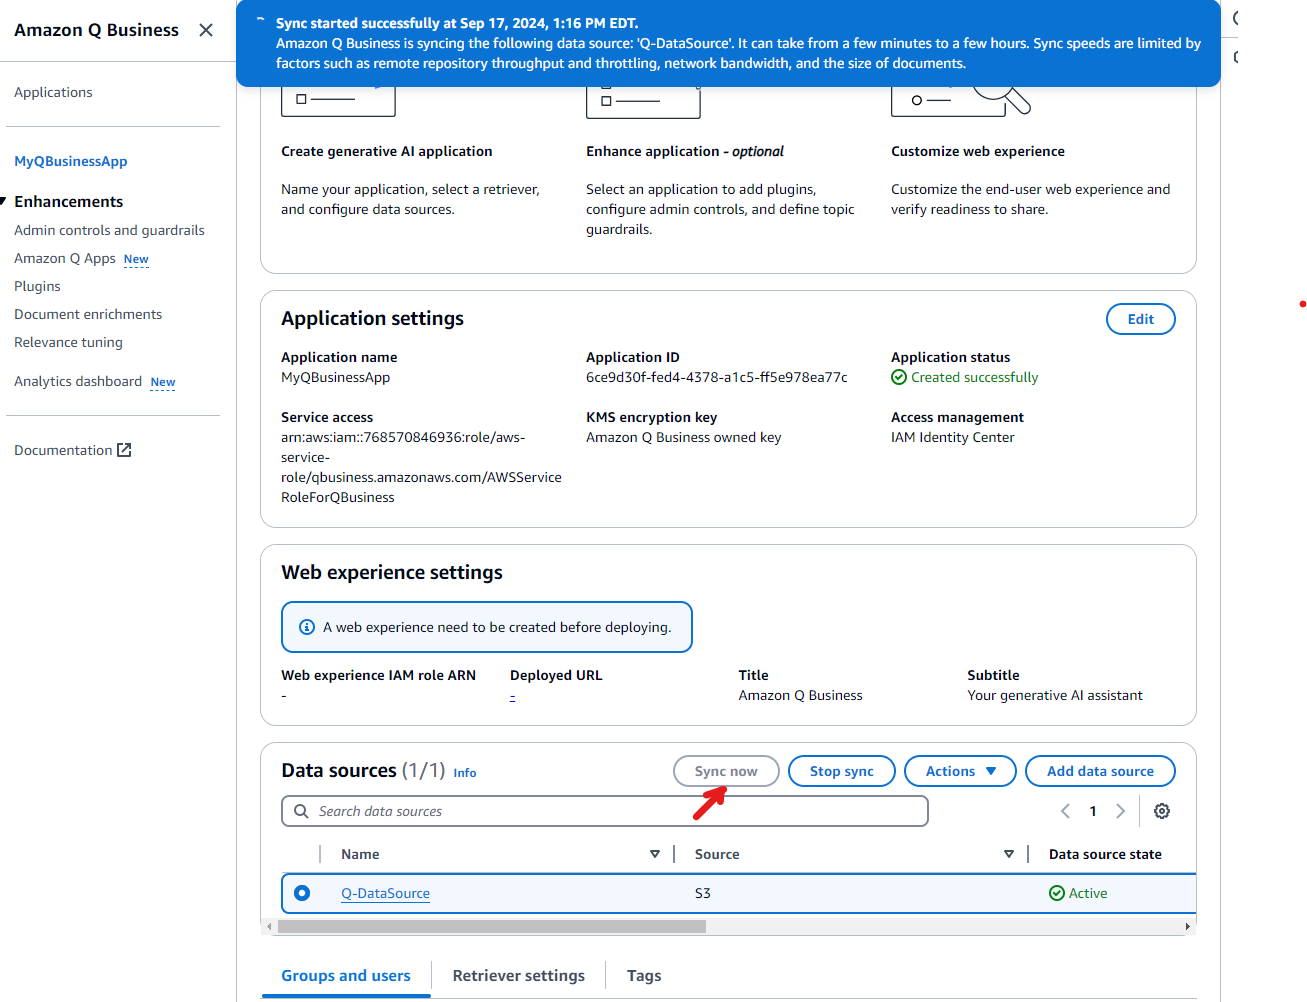 Amazon Q Business
Sync started successfully at Sep 17, 2024, 1:16 PM EDT.
Amazon Q Business is syncing the following data source: 'Q-DataSource'. It can take from a few minutes to a few hours. Sync speeds are limited by
factors such as remote repository throughput and throttling, network bandwidth, and the size of documents.
Applications
MyQBusinessApp
Enhancements
Admin controls and guardrails
Amazon Q Apps New
Plugins
Document enrichments
Relevance tuning
Analytics dashboard New
Documentation
Create generative AI application
Name your application, select a retriever,
and configure data sources.
Enhance application - optional
Select an application to add plugins,
configure admin controls, and define topic
guardrails.
Customize web experience
Customize the end-user web experience and
verify readiness to share.
Application settings
Edit
Application name
MyQBusinessApp
Application ID
6ce9d30f-fed4-4378-a1c5-ff5e978ea77c
Application status
Created successfully
Service access
arn:aws:iam::768570846936:role/aws-
service-
role/qbusiness.amazonaws.com/AWSService
RoleForQBusiness
KMS encryption key
Amazon Q Business owned key
Access management
IAM Identity Center
Web experience settings
A web experience need to be created before deploying.
Web experience IAM role ARN
-
Deployed URL
-
Title
Amazon Q Business
Subtitle
Your generative AI assistant
Data sources (1/1) Info
Sync now
Stop sync
Actions
Add data source
Search data sources
1
Name
Source
Data source state
Q-DataSource
S3
Active
Groups and users
Retriever settings
Tags